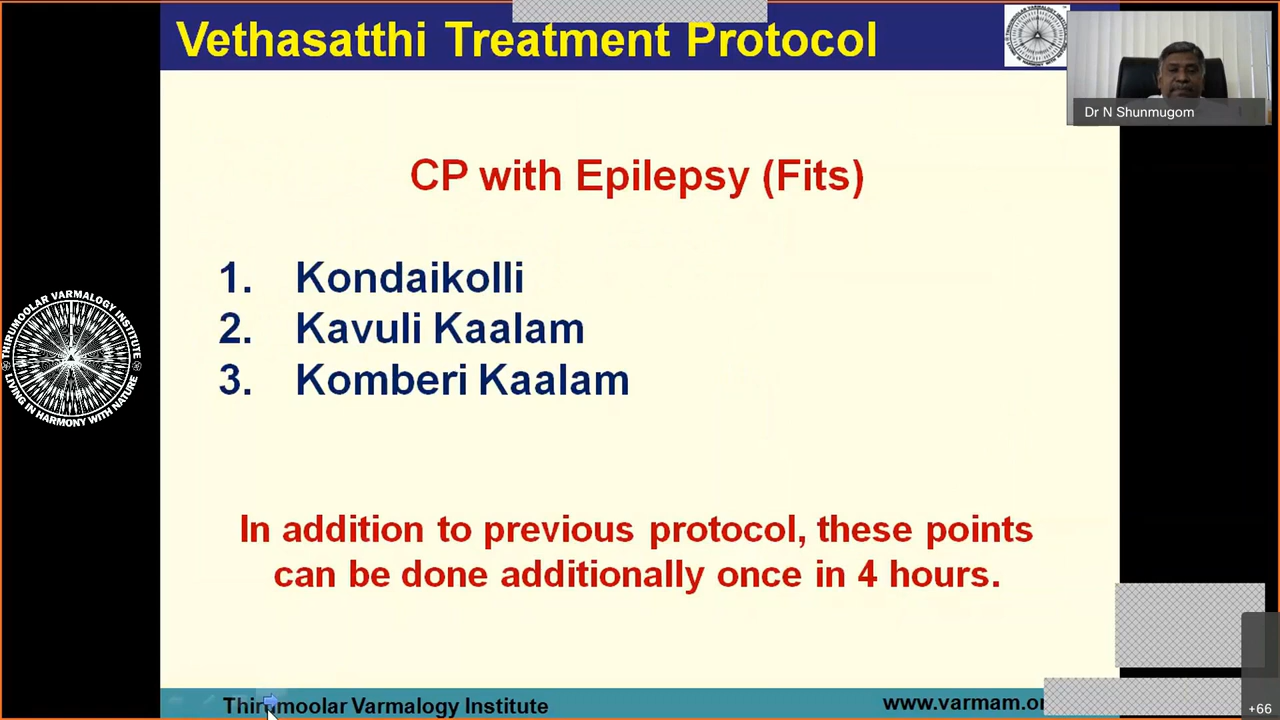 Vethasatthi Treatment Protocol
Dr N Shunmugom
CP with Epilepsy (Fits)
1. Kondaikolli
2. Kavuli Kaalam
3. Komberi Kaalam
THIRUMOOLAR VARMALOGY INSTITUTE
LIVING IN HARMONY WITH NATURE
In addition to previous protocol, these points
can be done additionally once in 4 hours.
Thirumoolar Varmalogy Institute
www.varmam.or
+66